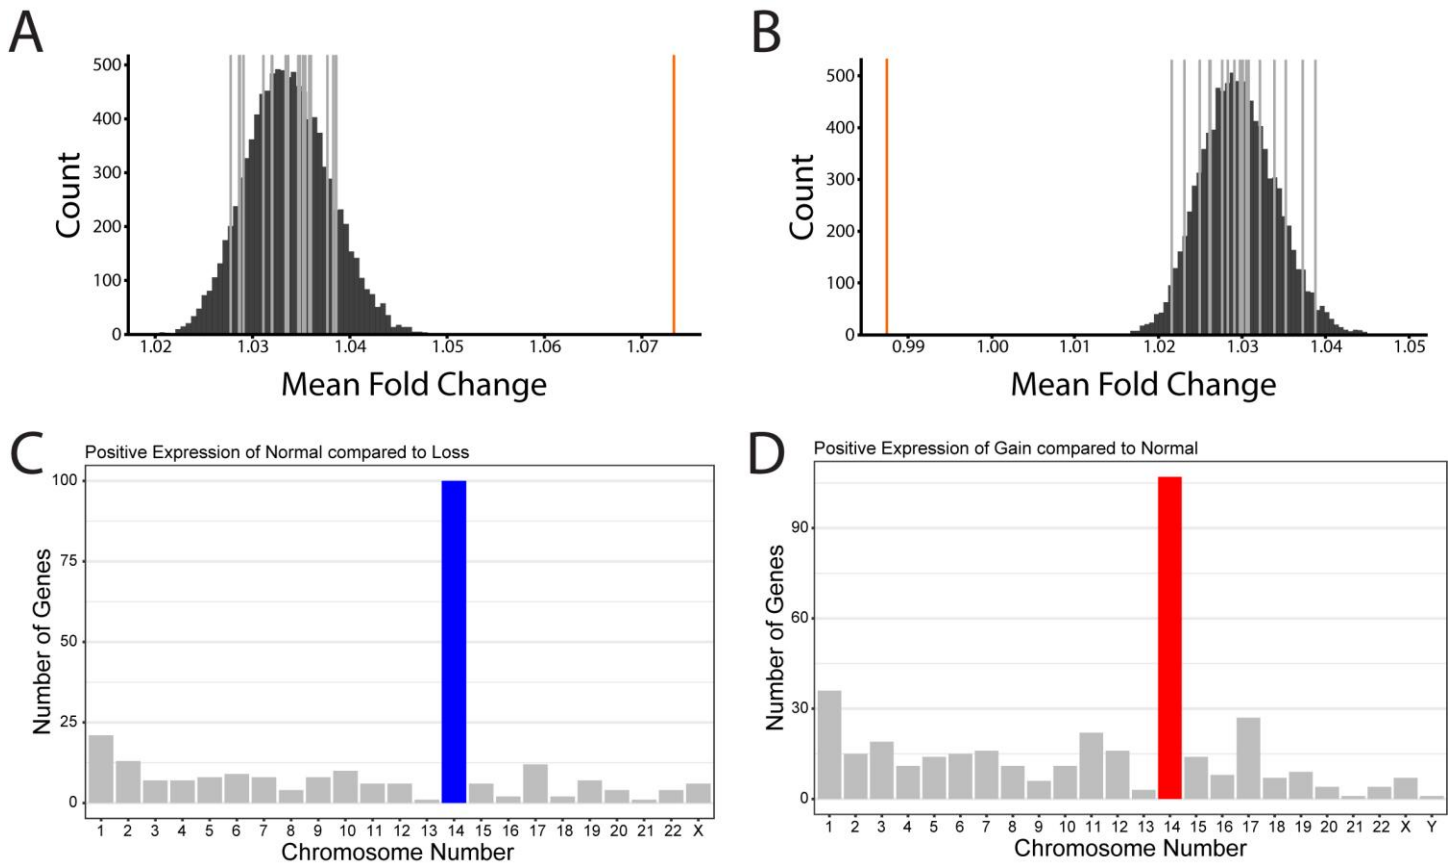 A
500
400
300
200
100
0
Count
1.02 1.03 1.04 1.05 1.06 1.07
Mean Fold Change
B
500
400
300
200
100
0
Count
0.99 1.00 1.01 1.02 1.03 1.04 1.05
Mean Fold Change
C
Positive Expression of Normal compared to Loss
100
75
50
25
0
Number of Genes
1 2 3 4 5 6 7 8 9 10 11 12 13 14 15 16 17 18 19 20 21 22 X
Chromosome Number
D
Positive Expression of Gain compared to Normal
90
60
30
0
Number of Genes
1 2 3 4 5 6 7 8 9 10 11 12 13 14 15 16 17 18 19 20 21 22 X Y
Chromosome Number